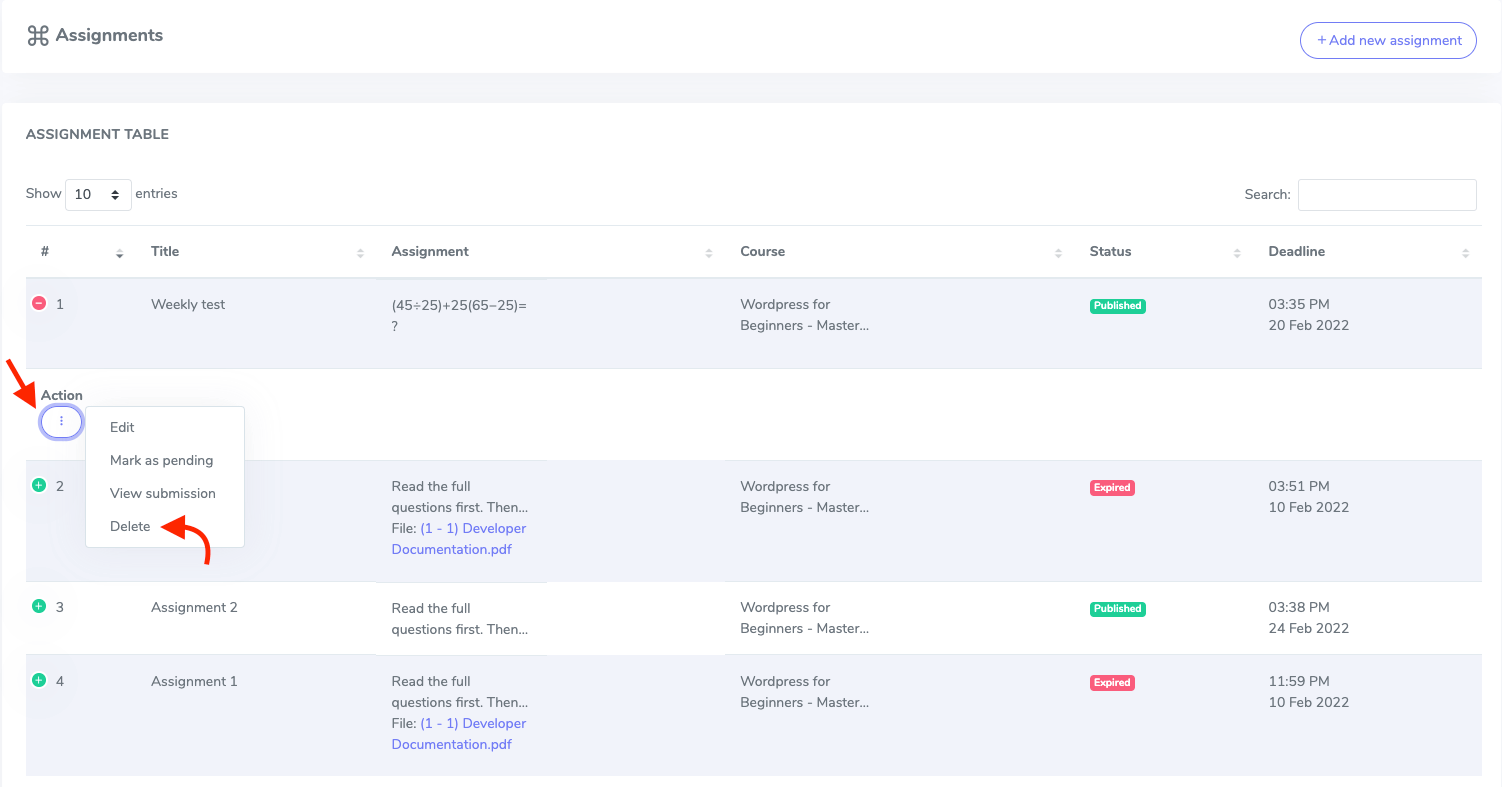 Assignments
+ Add new assignment
ASSIGNMENT TABLE
Show 10 entries
Search:
# Title Assignment Course Status Deadline
1 Weekly test (45÷25)+25(65−25)= Wordpress for Published 03:35 PM
? Beginners - Master... 20 Feb 2022
Action
Edit
Mark as pending
View submission
Delete
2 Read the full Wordpress for Expired 03:51 PM
questions first. Then... Beginners - Master... 10 Feb 2022
File: (1 - 1) Developer
Documentation.pdf
3 Assignment 2 Read the full Wordpress for Published 03:38 PM
questions first. Then... Beginners - Master... 24 Feb 2022
4 Assignment 1 Read the full Wordpress for Expired 11:59 PM
questions first. Then... Beginners - Master... 10 Feb 2022
File: (1 - 1) Developer
Documentation.pdf